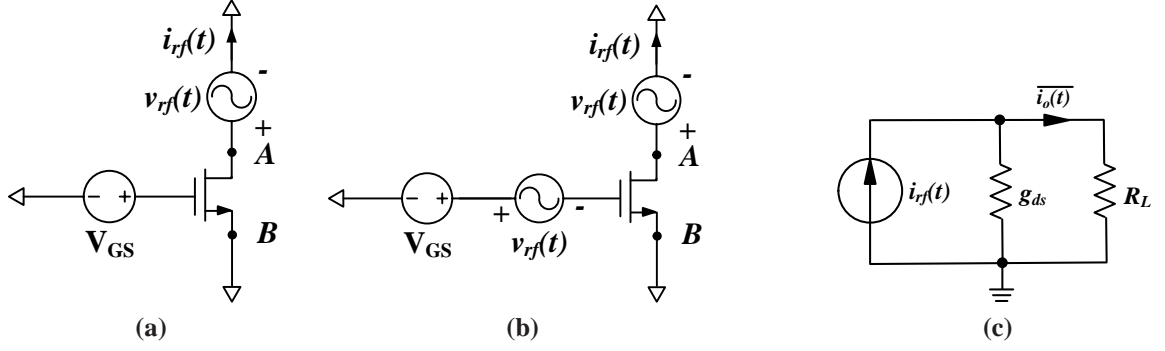 i_rf(t)
-
v_rf(t)
+
A
− +
V_GS
B
(a)
i_rf(t)
-
v_rf(t)
+
A
− + + -
V_GS
v_rf(t)
B
(b)
i_o(t)
i_rf(t)
g_ds
R_L
(c)